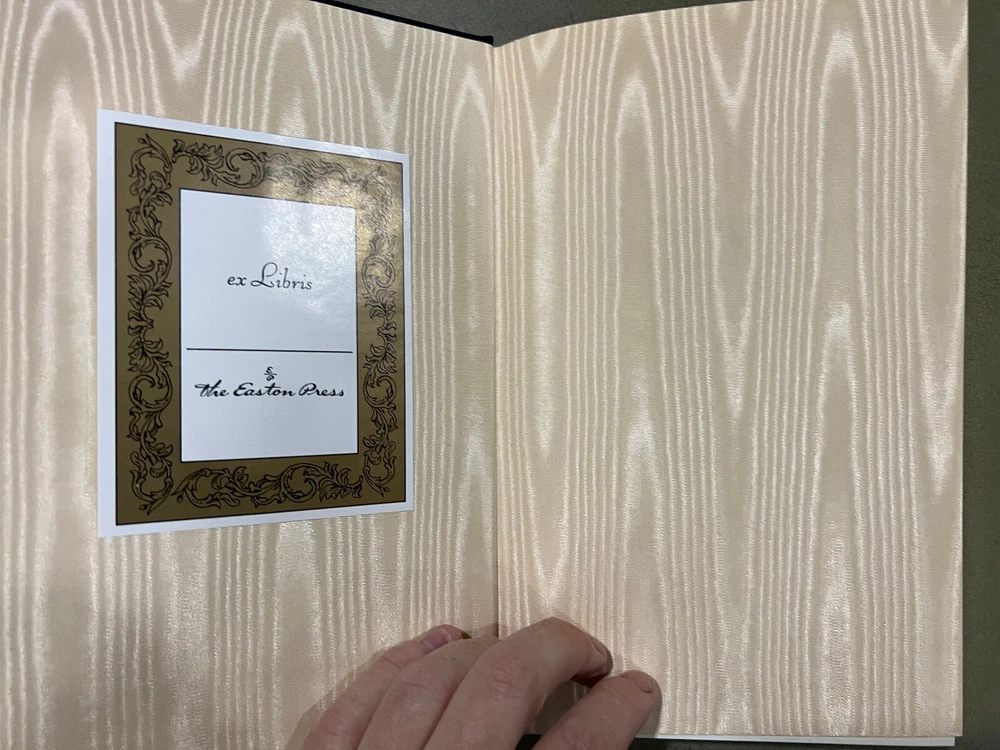 ex Libris
E
P
the Easton Press